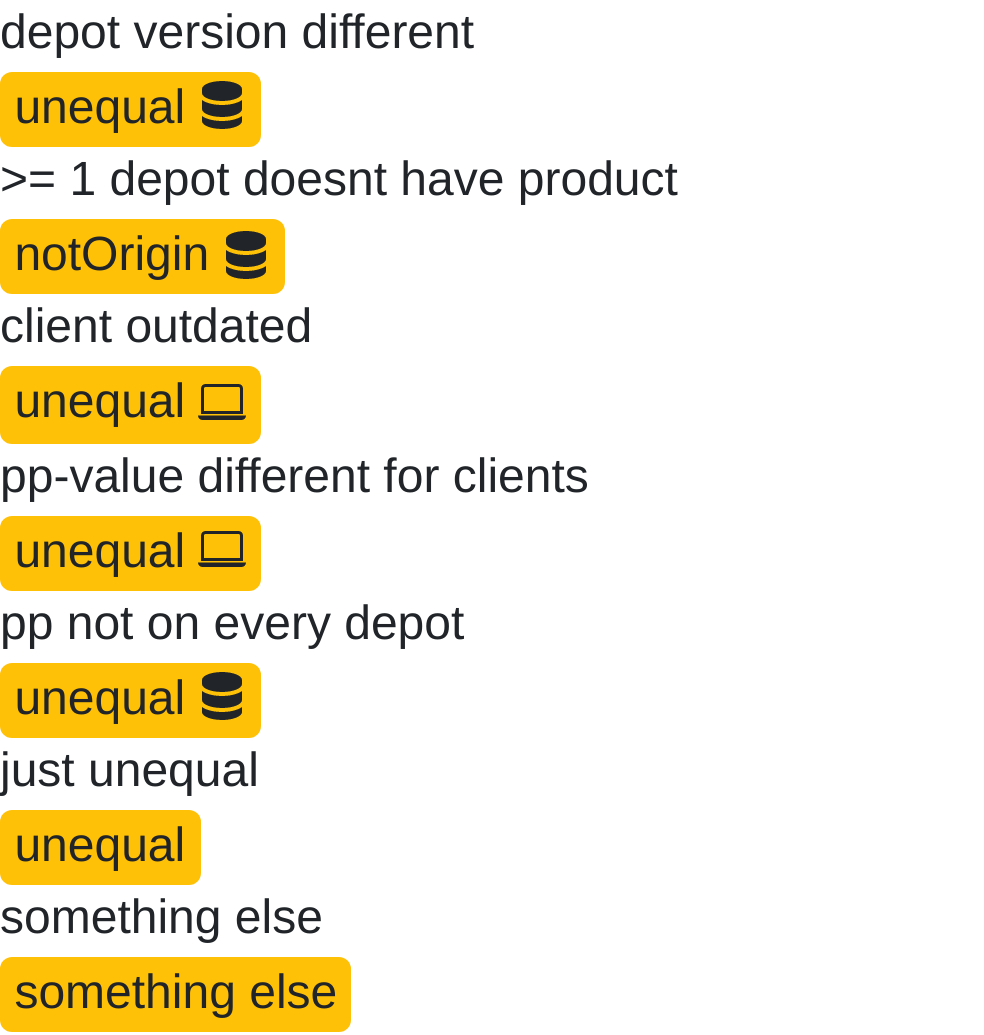 depot version different
unequal
>= 1 depot doesnt have product
notOrigin
client outdated
unequal
pp-value different for clients
unequal
pp not on every depot
unequal
just unequal
unequal
something else
something else